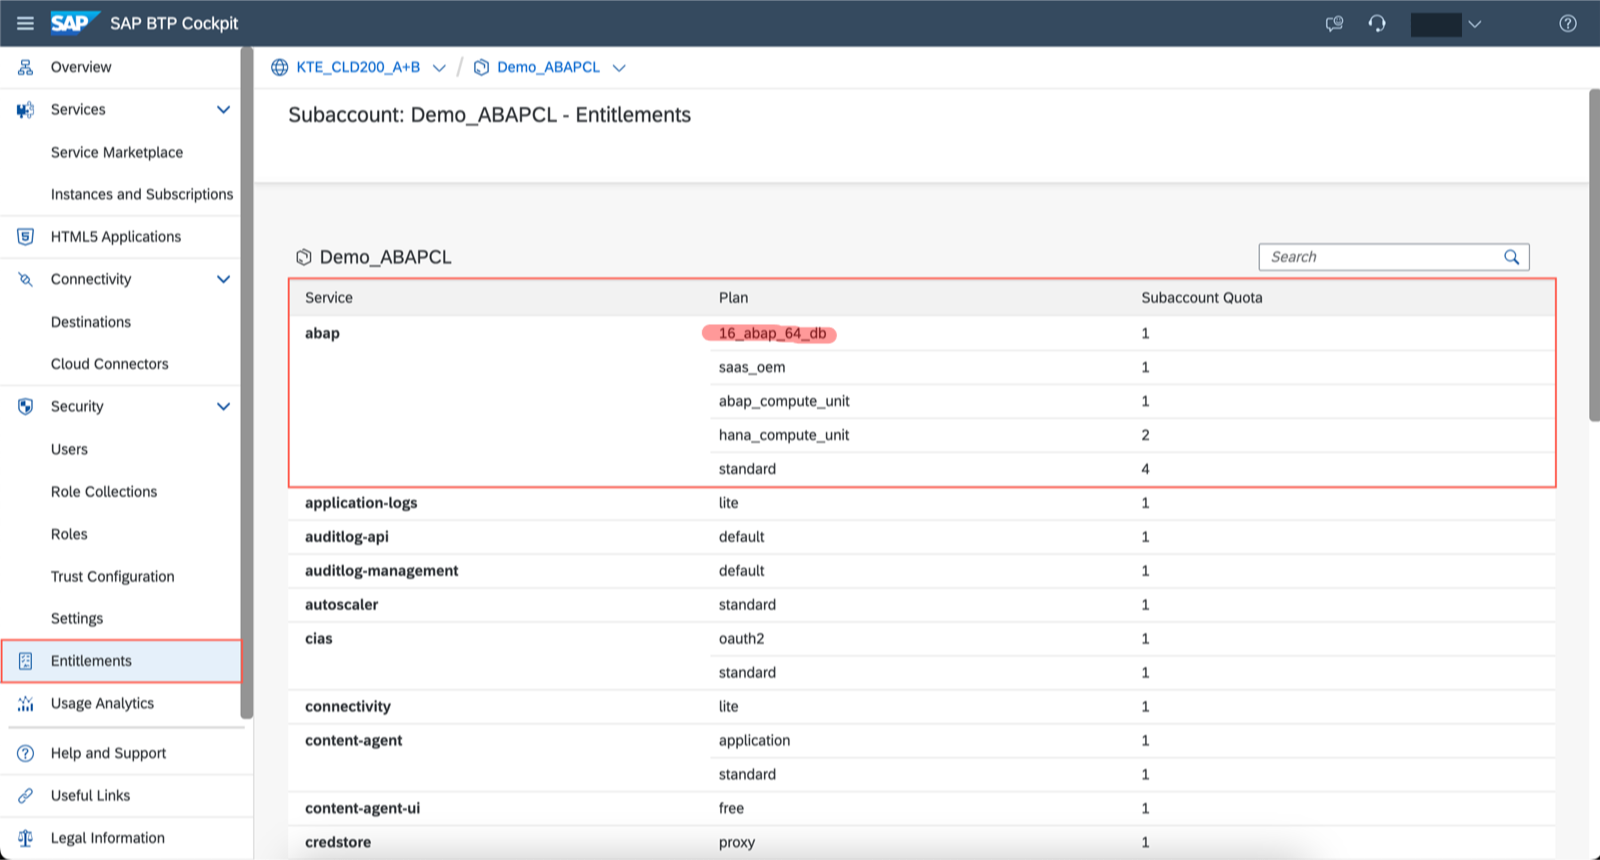 SAP SAP BTP Cockpit
Overview
Services
Service Marketplace
Instances and Subscriptions
HTML5 Applications
Connectivity
Destinations
Cloud Connectors
Security
Users
Role Collections
Roles
Trust Configuration
Settings
Entitlements
Usage Analytics
Help and Support
Useful Links
Legal Information
KTE_CLD200_A+B / Demo_ABAPCL
Subaccount: Demo_ABAPCL - Entitlements
Demo_ABAPCL
Search
Service Plan Subaccount Quota
abap 16_abap_64_db 1
saas_oem 1
abap_compute_unit 1
hana_compute_unit 2
standard 4
application-logs lite 1
auditlog-api default 1
auditlog-management default 1
autoscaler standard 1
cias oauth2 1
standard 1
connectivity lite 1
content-agent application 1
standard 1
content-agent-ui free 1
credstore proxy 1